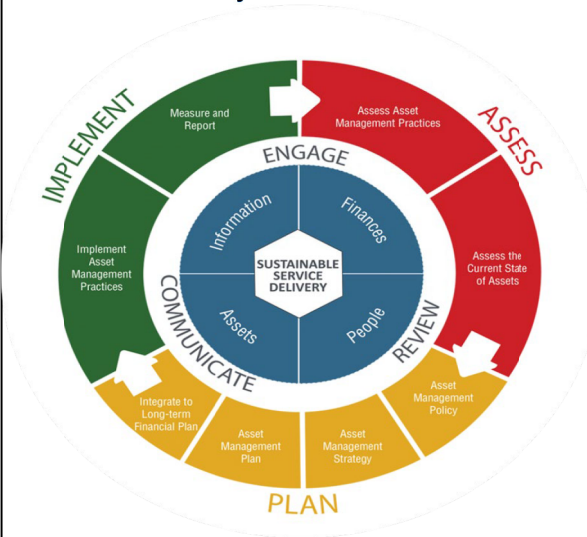 IMPLEMENT
Measure and
Report
Assess Asset
Management Practices
ASSESS
ENGAGE
Information
Finances
Implement
Asset
Management
Practices
SUSTAINABLE
SERVICE
DELIVERY
Assess the
Current State
of Assets
COMMUNICATE
Assets
People
REVIEW
Integrate to
Long-term
Financial Plan
Asset
Management
Plan
Asset
Management
Strategy
Asset
Management
Policy
PLAN